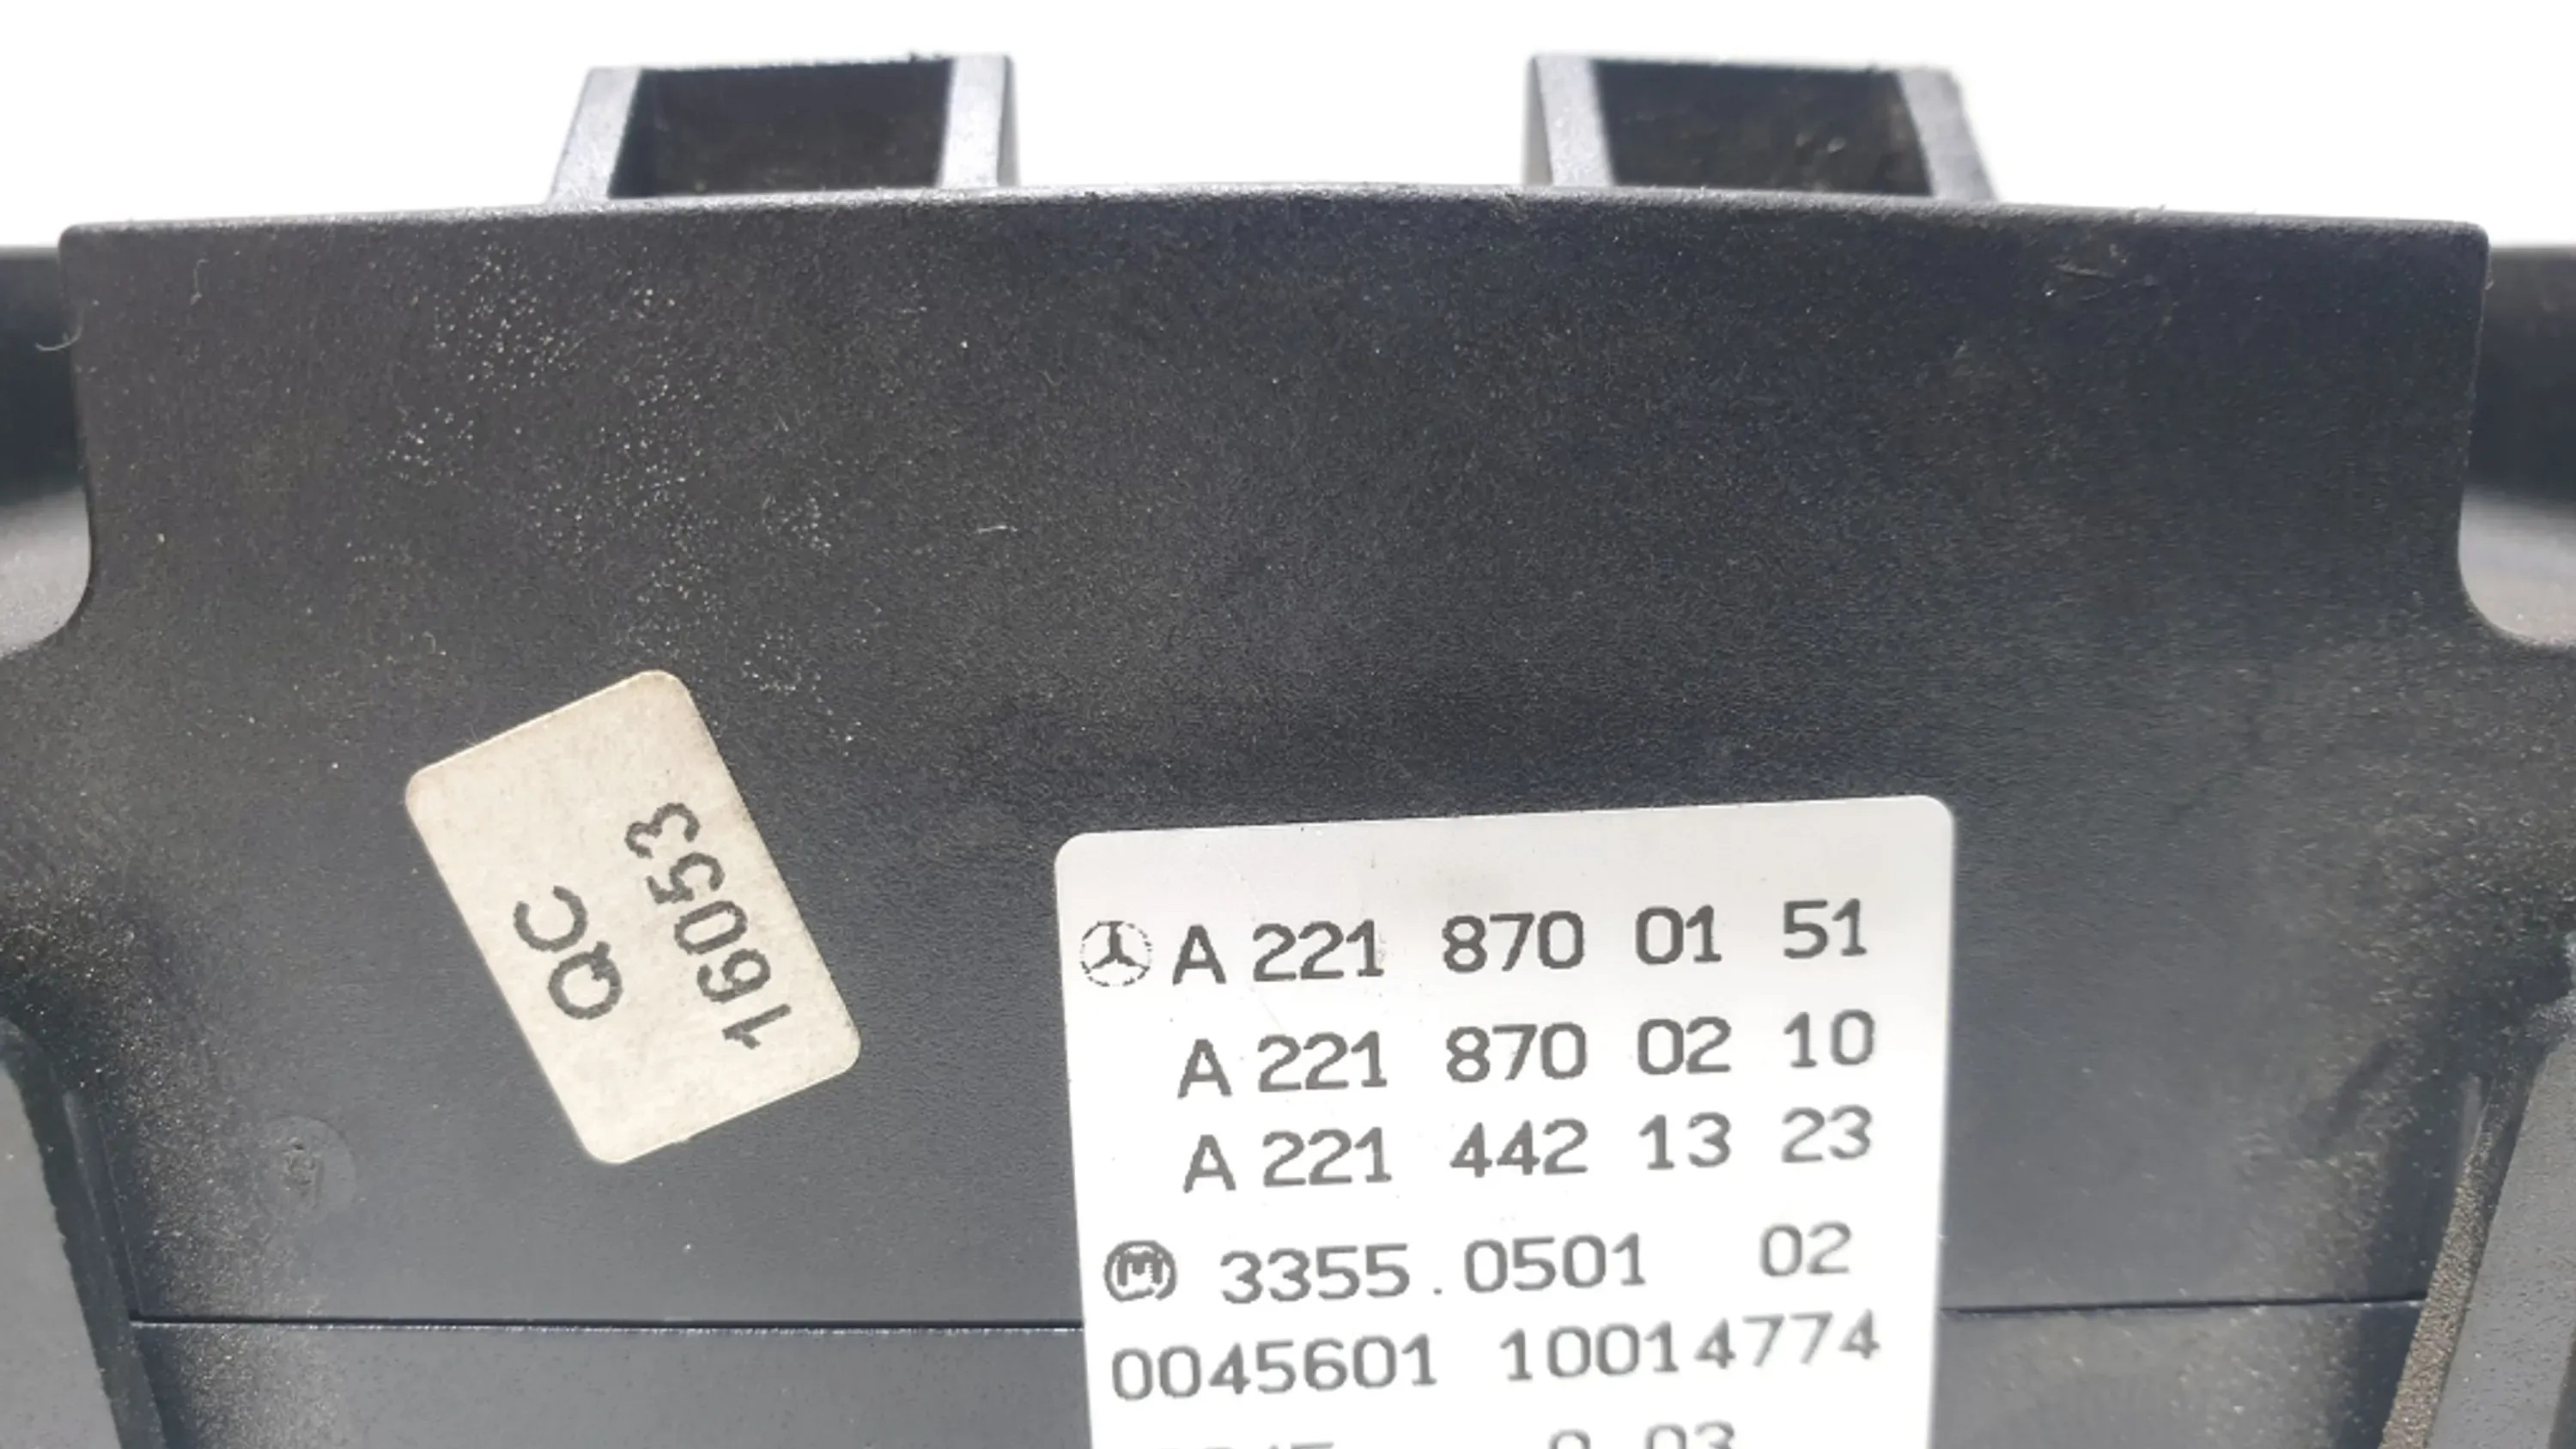 QC
16053
A 221 870 01 51
A 221 870 02 10
A 221 442 13 23
M 3355.0501 02
0045601 10014774